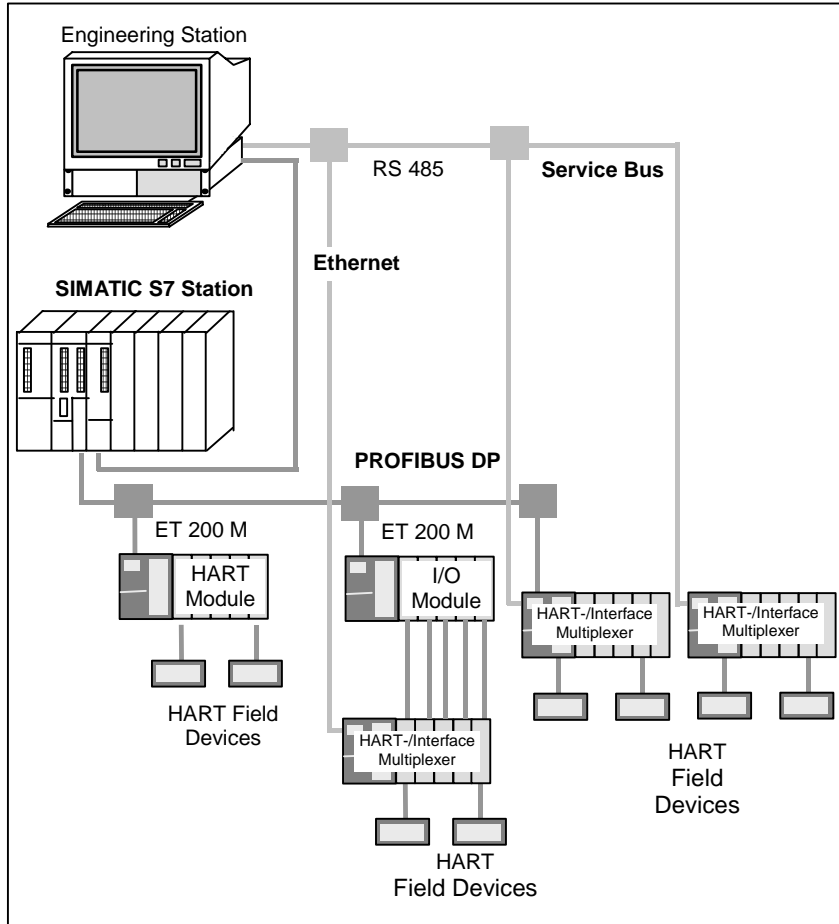 Engineering Station
RS 485
Service Bus
Ethernet
SIMATIC S7 Station
PROFIBUS DP
ET 200 M
ET 200 M
HART
Module
I/O
Module
HART-/Interface
Multiplexer
HART-/Interface
Multiplexer
HART Field
Devices
HART-/Interface
Multiplexer
HART
Field
Devices
HART
Field Devices